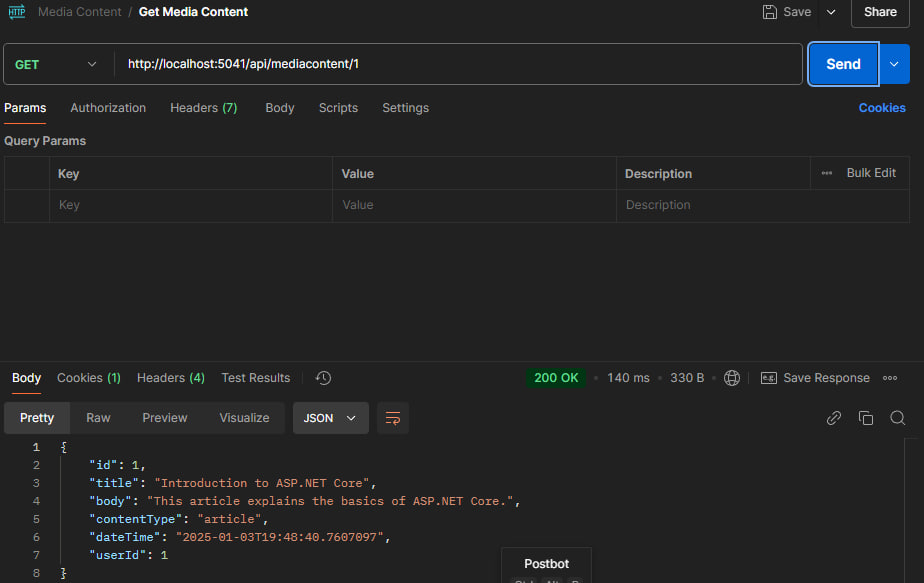 HTTP Media Content / Get Media Content Save Share
GET http://localhost:5041/api/mediacontent/1 Send
Params Authorization Headers (7) Body Scripts Settings Cookies
Query Params
Key Value Description Bulk Edit
Key Value Description
Body Cookies (1) Headers (4) Test Results 200 OK 140 ms 330 B e.g. Save Response
Pretty Raw Preview Visualize JSON
1 {
2 "id": 1,
3 "title": "Introduction to ASP.NET Core",
4 "body": "This article explains the basics of ASP.NET Core.",
5 "contentType": "article",
6 "dateTime": "2025-01-03T19:48:40.7607097",
7 "userId": 1
8 }
Postbot